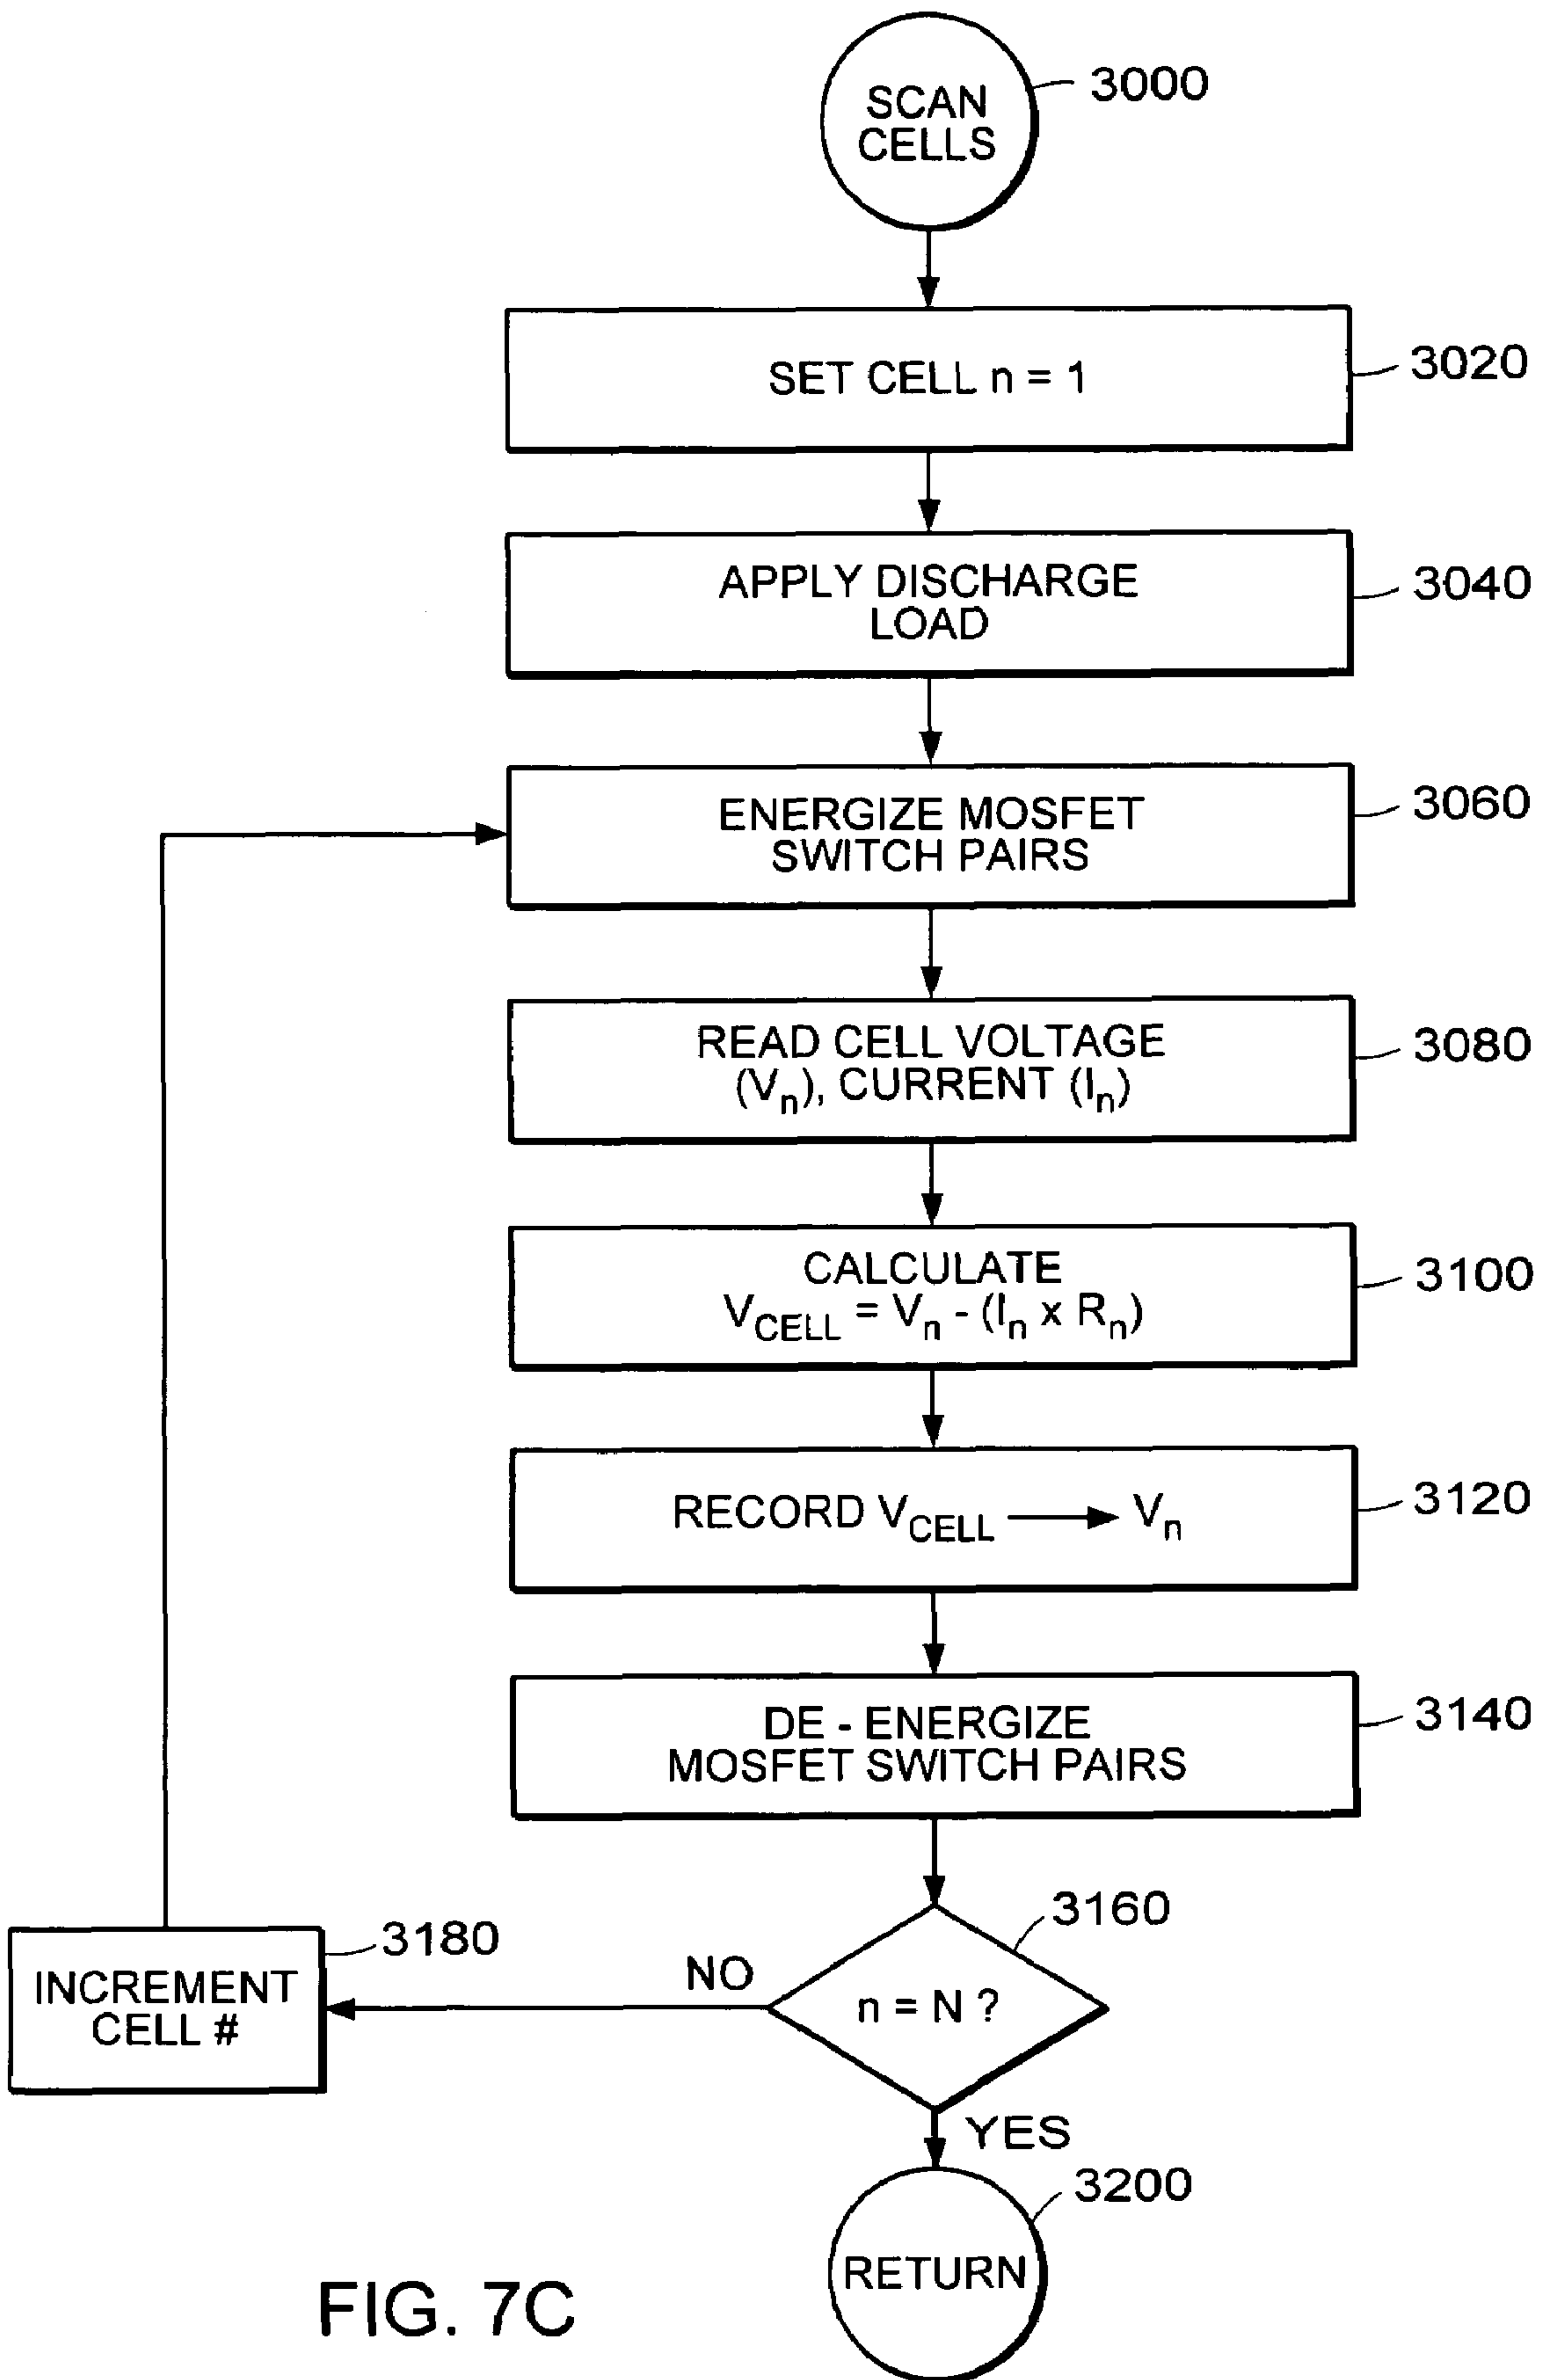 SCAN
CELLS
3000
SET CELL n = 1
3020
APPLY DISCHARGE
LOAD
3040
ENERGIZE MOSFET
SWITCH PAIRS
3060
READ CELL VOLTAGE
(Vn), CURRENT (In)
3080
CALCULATE
VCELL = Vn - (In x Rn)
3100
RECORD VCELL → Vn
3120
DE - ENERGIZE
MOSFET SWITCH PAIRS
3140
n = N ?
3160
NO
INCREMENT
CELL #
3180
YES
RETURN
3200
FIG. 7C